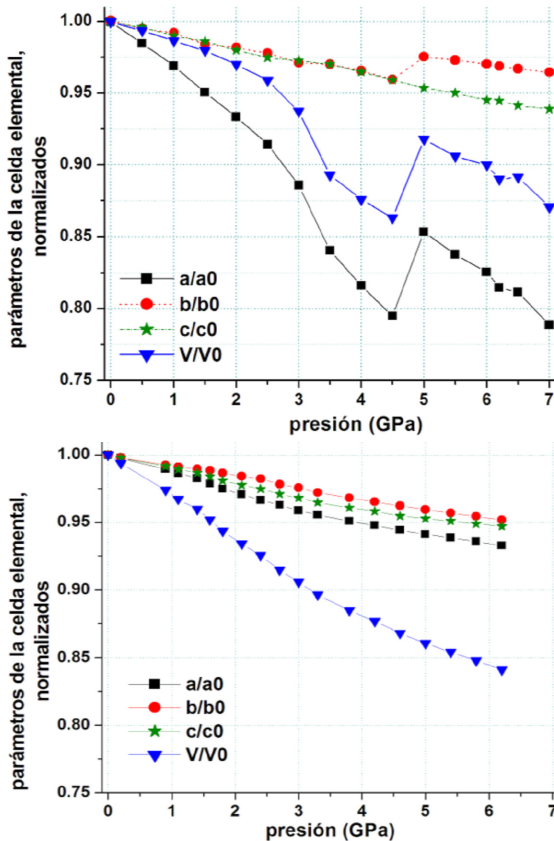 parámetros de la celda elemental,
normalizados
1.00
0.95
0.90
0.85
0.80
0.75
a/a0
b/b0
c/c0
V/V0
0 1 2 3 4 5 6 7
presión (GPa)
parámetros de la celda elemental,
normalizados
1.00
0.95
0.90
0.85
0.80
0.75
a/a0
b/b0
c/c0
V/V0
0 1 2 3 4 5 6 7
presión (GPa)